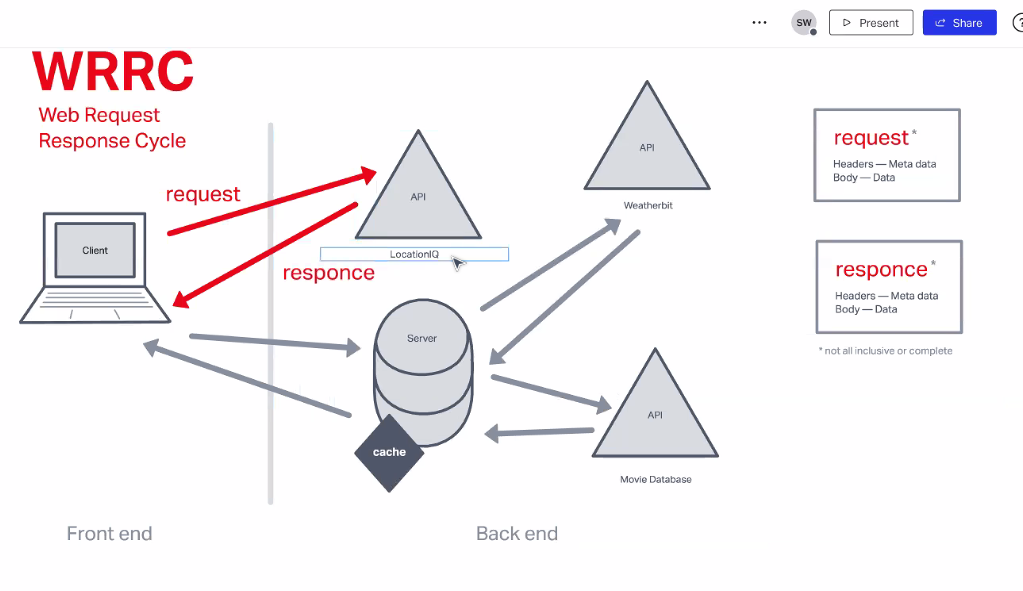 SW
Present
Share
?
WRRC
Web Request
Response Cycle
request
Client
API
LocationIQ
responce
API
Weatherbit
request*
Headers — Meta data
Body — Data
responce*
Headers — Meta data
Body — Data
* not all inclusive or complete
Server
cache
API
Movie Database
Front end
Back end